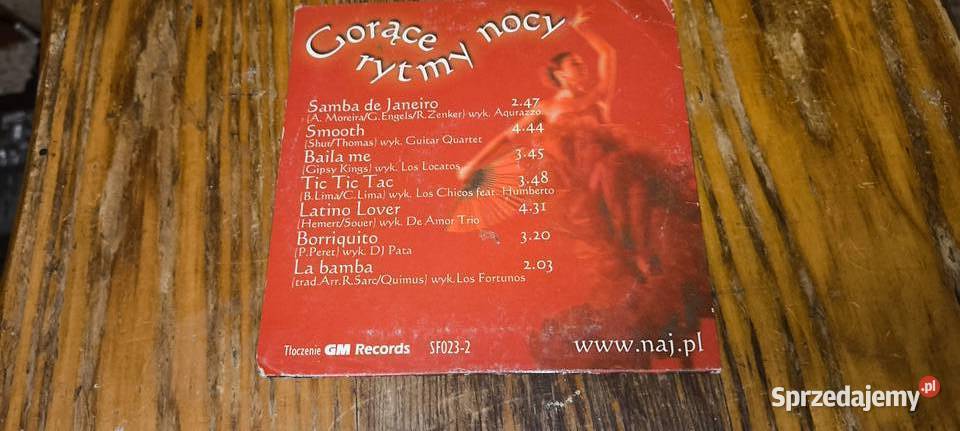 Gorące rytmy nocy
Samba de Janeiro 2.47
(A. Moreira/G.Engels/R.Zenker) wyk. Aqurazzo
Smooth 4.44
(Shur/Thomas) wyk. Guitar Quartet
Baila me 3.45
(Gipsy Kings) wyk. Los Locatos
Tic Tic Tac 3.48
(B.Lima/C.Lima) wyk. Los Chicos feat. Humberto
Latino Lover 4.31
(Hemert/Souer) wyk. De Amor Trio
Borriquito 3.20
(P.Peret) wyk. DJ Pata
La bamba 2.03
(trad.Arr.R.Sarc/Quimus) wyk.Los Fortunos
Tłoczenie GM Records SF023-2 www.naj.pl
Sprzedajemy .pl